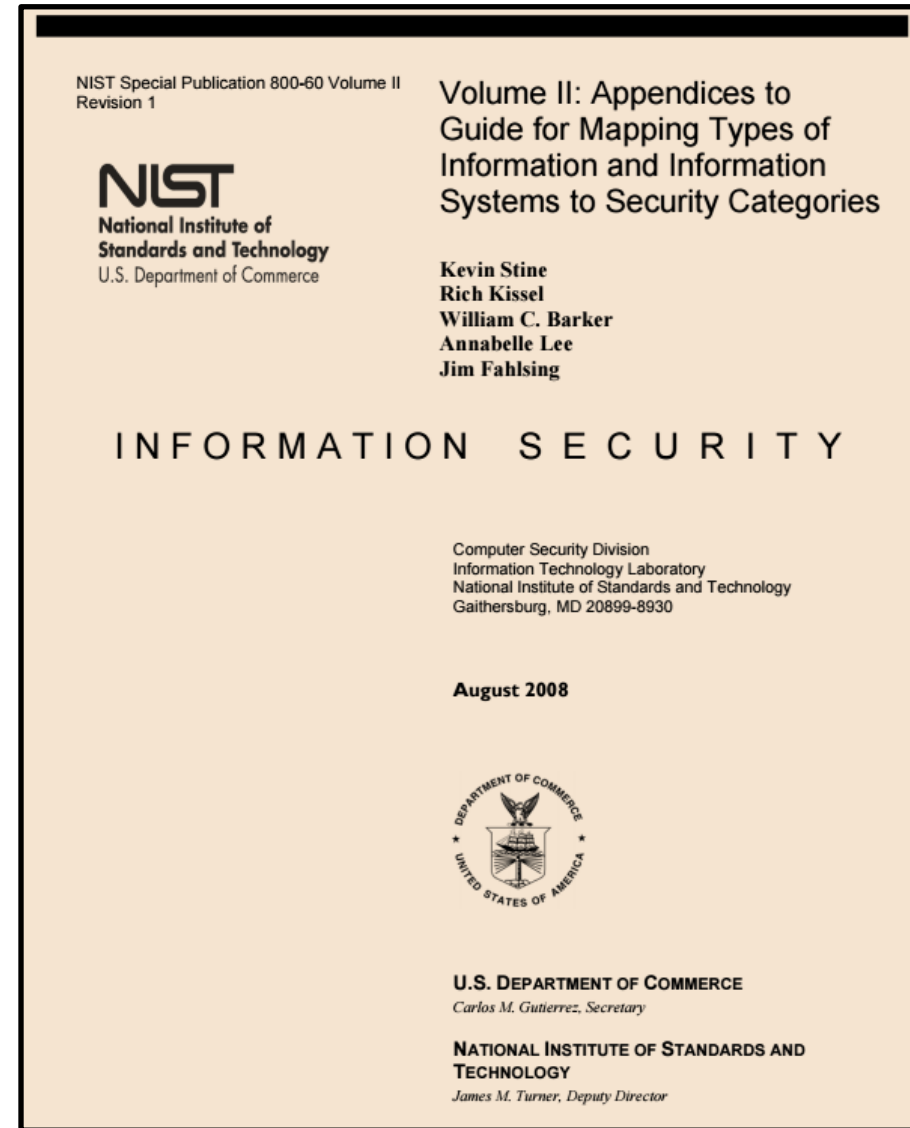 NIST Special Publication 800-60 Volume II
Revision 1
NIST
National Institute of
Standards and Technology
U.S. Department of Commerce
Volume II: Appendices to
Guide for Mapping Types of
Information and Information
Systems to Security Categories
Kevin Stine
Rich Kissel
William C. Barker
Annabelle Lee
Jim Fahlsing
INFORMATION SECURITY
Computer Security Division
Information Technology Laboratory
National Institute of Standards and Technology
Gaithersburg, MD 20899-8930
August 2008
DEPARTMENT OF COMMERCE
UNITED STATES OF AMERICA
U.S. DEPARTMENT OF COMMERCE
Carlos M. Gutierrez, Secretary
NATIONAL INSTITUTE OF STANDARDS AND
TECHNOLOGY
James M. Turner, Deputy Director